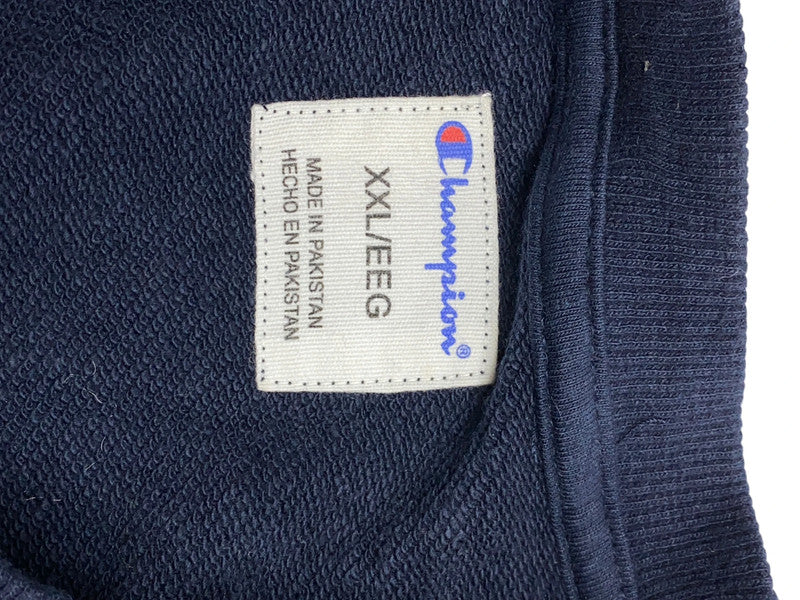 Champion®
XXL/EEG
MADE IN PAKISTAN
HECHO EN PAKISTAN